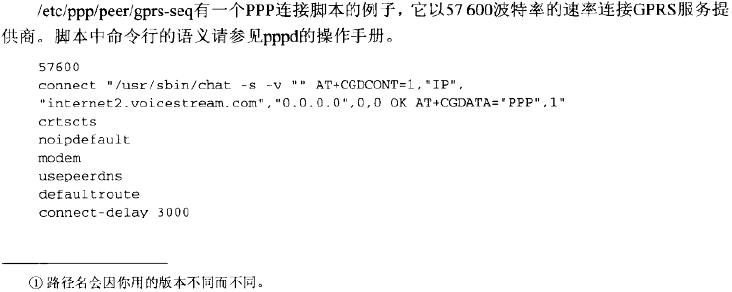 /etc/ppp/peer/gprs-seq有一个PPP连接脚本的例子，它以57 600波特率的速率连接GPRS服务提
供商。脚本中命令行的语义请参见pppd的操作手册。
57600
connect "/usr/sbin/chat -s -v "" AT+CGDCONT=1,"IP",
"internet2.voicestream.com","0.0.0.0",0,0 OK AT+CGDATA="PPP",1"
crtscts
noipdefault
modem
usepeerdns
defaultroute
connect-delay 3000
① 路径名会因你用的版本不同而不同。